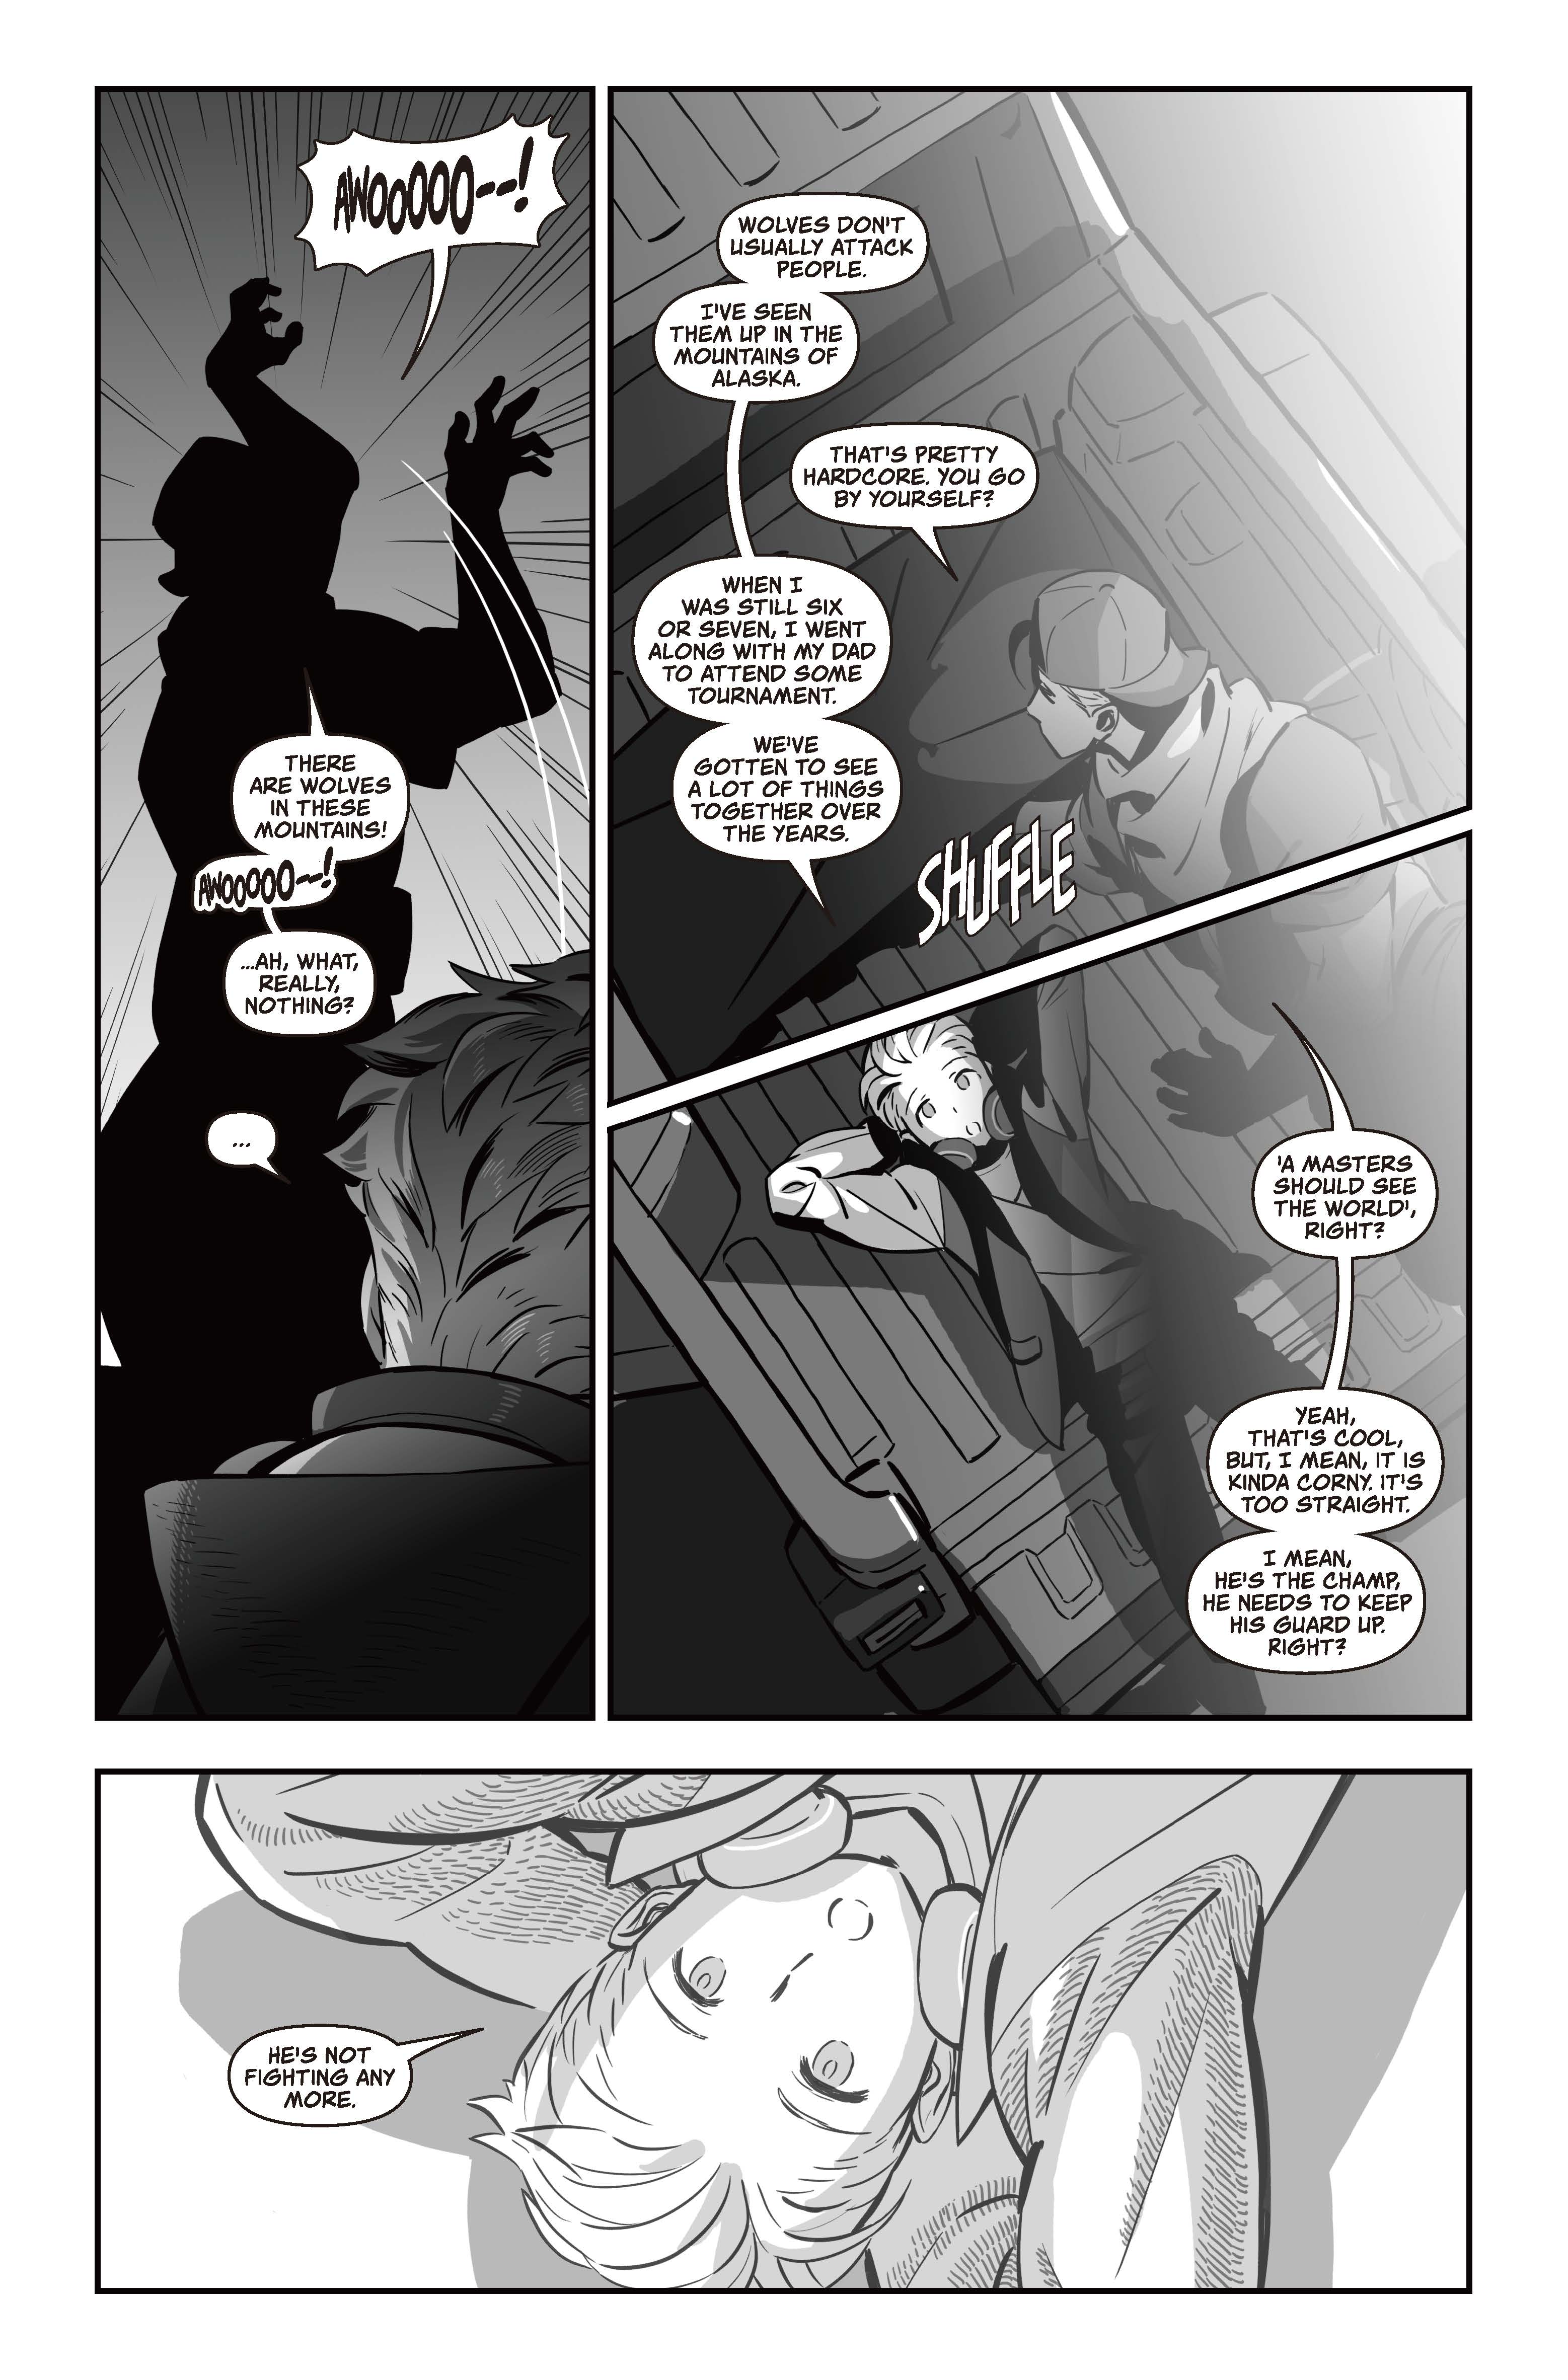 AWOOOOO--!
THERE
ARE WOLVES
IN THESE
MOUNTAINS!
AWOOOOO--!
...AH, WHAT,
REALLY,
NOTHING?
...
WOLVES DON'T
USUALLY ATTACK
PEOPLE.
I'VE SEEN
THEM UP IN THE
MOUNTAINS OF
ALASKA.
THAT'S PRETTY
HARDCORE. YOU GO
BY YOURSELF?
WHEN I
WAS STILL SIX
OR SEVEN, I WENT
ALONG WITH MY DAD
TO ATTEND SOME
TOURNAMENT.
WE'VE
GOTTEN TO SEE
A LOT OF THINGS
TOGETHER OVER
THE YEARS.
SHUFFLE
'A MASTERS
SHOULD SEE
THE WORLD',
RIGHT?
YEAH,
THAT'S COOL,
BUT, I MEAN, IT IS
KINDA CORNY. IT'S
TOO STRAIGHT.
I MEAN,
HE'S THE CHAMP,
HE NEEDS TO KEEP
HIS GUARD UP.
RIGHT?
HE'S NOT
FIGHTING ANY
MORE.